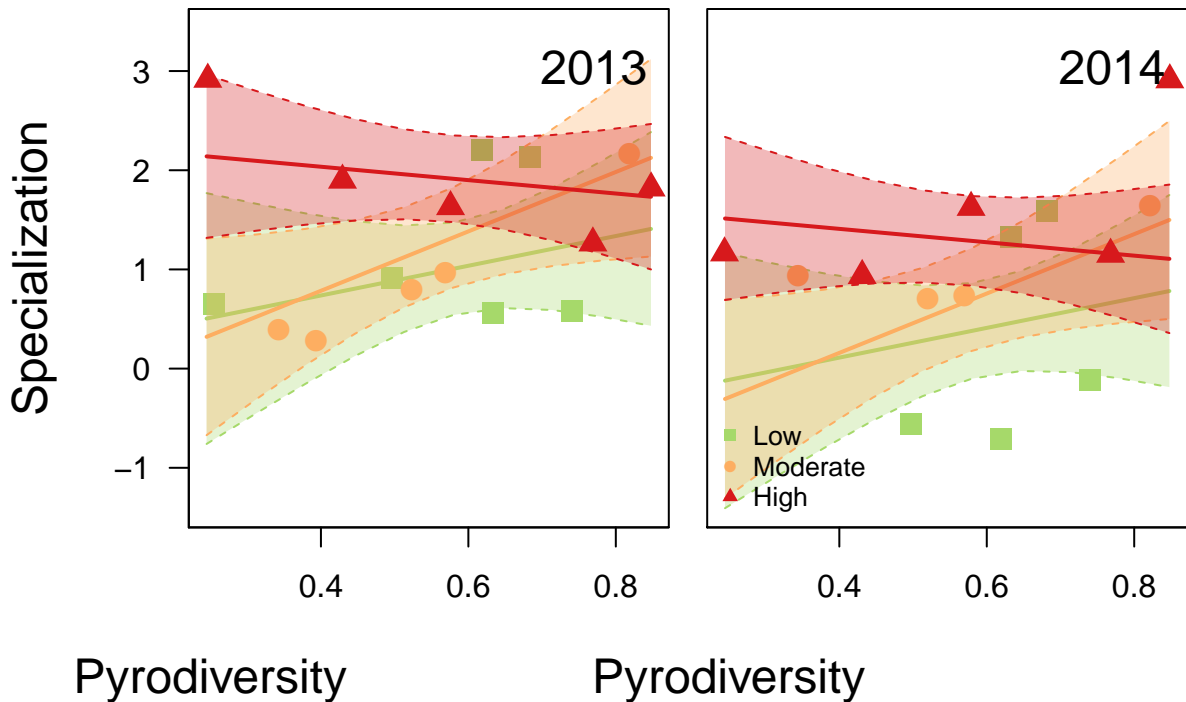 2013
2014
Specialization
3
2
1
0
−1
Low
Moderate
High
0.4 0.6 0.8
0.4 0.6 0.8
Pyrodiversity
Pyrodiversity